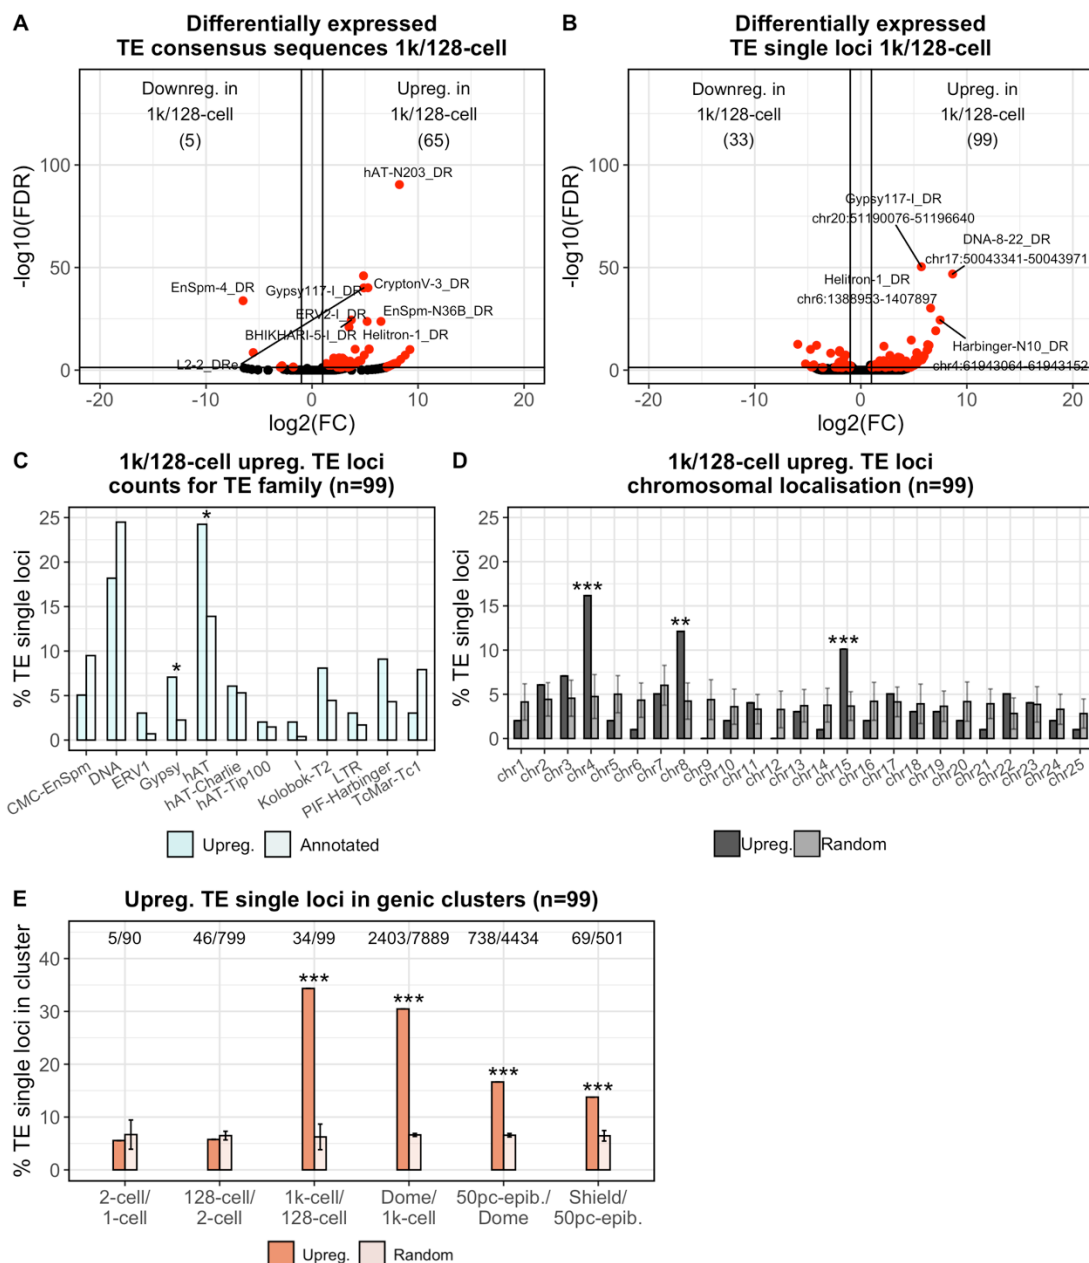 A
Differentially expressed
TE consensus sequences 1k/128-cell
Downreg. in
1k/128-cell
(5)
Upreg. in
1k/128-cell
(65)
hAT-N203_DR
EnSpm-4_DR
Gypsy117-I_DR
CryptonV-3_DR
ERV2-I_DR
EnSpm-N36B_DR
BHIKHARI-5-I_DR
Helitron-1_DR
L2-2_DRe
-log10(FDR)
100
50
0
-20
-10
0
10
20
log2(FC)
B
Differentially expressed
TE single loci 1k/128-cell
Downreg. in
1k/128-cell
(33)
Upreg. in
1k/128-cell
(99)
Gypsy117-I_DR
chr20:51190076-51196640
DNA-8-22_DR
chr17:50043341-50043971
Helitron-1_DR
chr6:1388953-1407897
Harbinger-N10_DR
chr4:61943064-61943152
-log10(FDR)
100
50
0
-20
-10
0
10
20
log2(FC)
C
1k/128-cell upreg. TE loci
counts for TE family (n=99)
% TE single loci
25
20
15
10
5
0
*
*
CMC-EnSpm
DNA
ERV1
Gypsy
hAT
hAT-Charlie
hAT-Tip100
I
Kolobok-T2
LTR
PIF-Harbinger
TcMar-Tc1
Upreg.
Annotated
D
1k/128-cell upreg. TE loci
chromosomal localisation (n=99)
% TE single loci
25
20
15
10
5
0
***
**
***
chr1
chr2
chr3
chr4
chr5
chr6
chr7
chr8
chr9
chr10
chr11
chr12
chr13
chr14
chr15
chr16
chr17
chr18
chr19
chr20
chr21
chr22
chr23
chr24
chr25
Upreg.
Random
E
Upreg. TE single loci in genic clusters (n=99)
5/90
46/799
34/99
2403/7889
738/4434
69/501
% TE single loci in cluster
40
30
20
10
0
***
***
***
***
2-cell/
1-cell
128-cell/
2-cell
1k-cell/
128-cell
Dome/
1k-cell
50pc-epib./
Dome
Shield/
50pc-epib.
Upreg.
Random